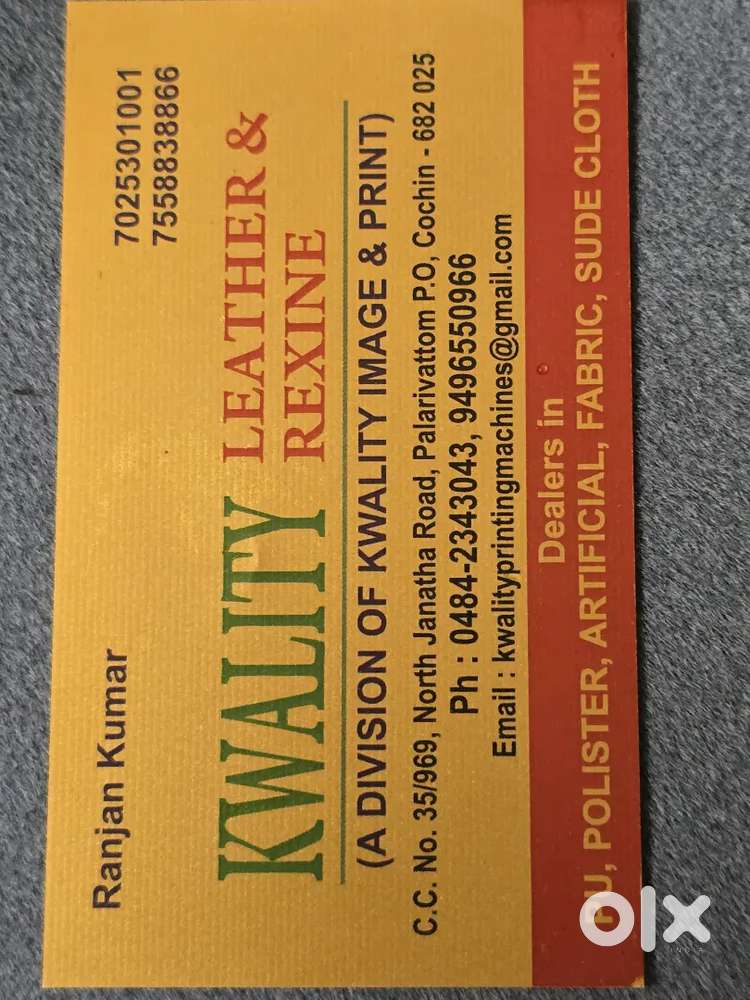 Ranjan Kumar
7025301001
7558838866
KWALITY LEATHER & REXINE
(A DIVISION OF KWALITY IMAGE & PRINT)
C.C. No. 35/969, North Janatha Road, Palarivattom P.O, Cochin - 682 025
Ph : 0484-2343043, 9496550966
Email : kwalityprintingmachines@gmail.com
Dealers in
PU, POLISTER, ARTIFICIAL, FABRIC, SUDE CLOTH
olx
INDIA